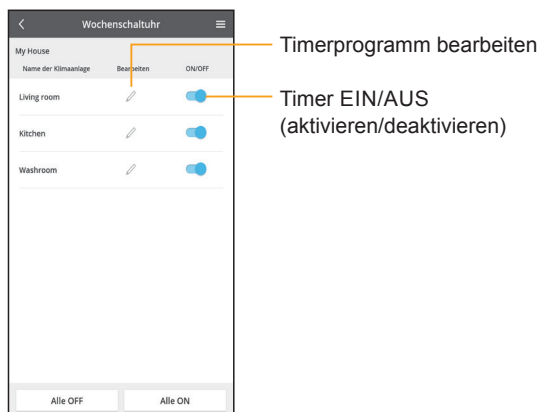 Wochenschaltuhr
My House
Name der Klimaanlage Bearbeiten ON/OFF
Living room
Kitchen
Washroom
Alle OFF Alle ON
Timerprogramm bearbeiten
Timer EIN/AUS
(aktivieren/deaktivieren)